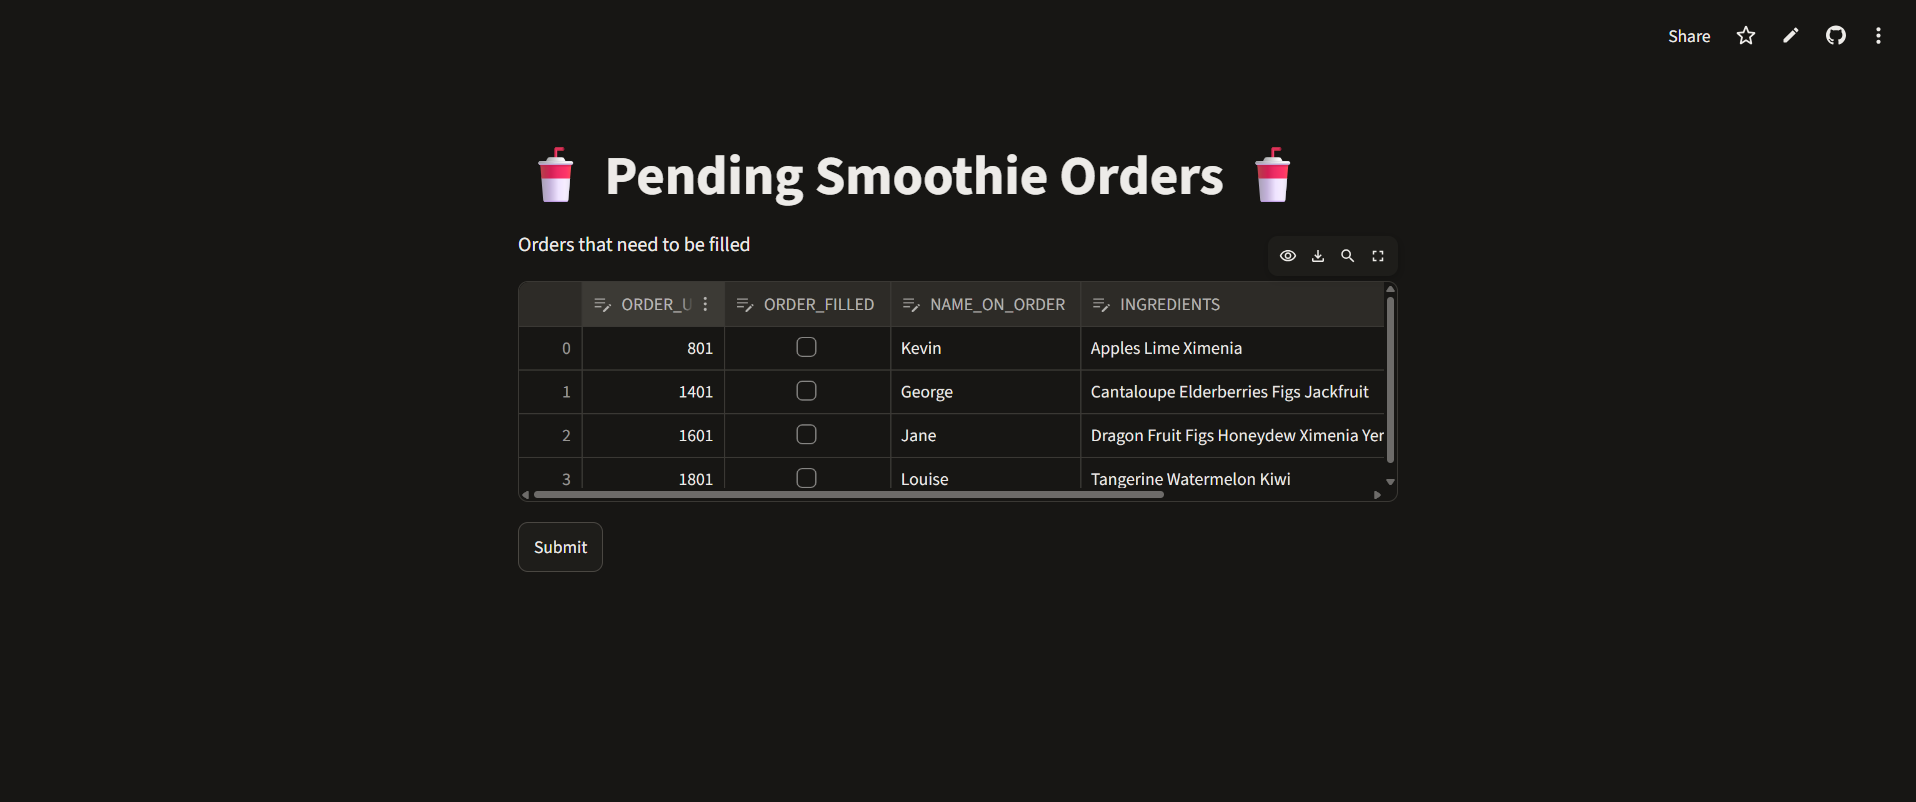 Share
Pending Smoothie Orders
Orders that need to be filled
ORDER_U ORDER_FILLED NAME_ON_ORDER INGREDIENTS
0 801 Kevin Apples Lime Ximenia
1 1401 George Cantaloupe Elderberries Figs Jackfruit
2 1601 Jane Dragon Fruit Figs Honeydew Ximenia Yer
3 1801 Louise Tangerine Watermelon Kiwi
Submit